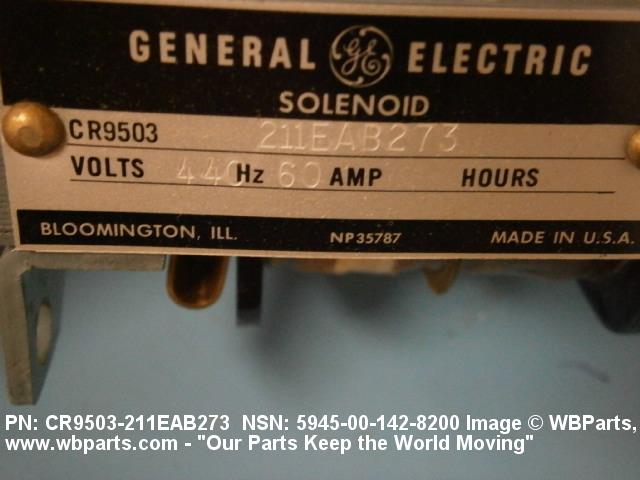 GENERAL GE ELECTRIC
SOLENOID
CR9503 211EAB273
VOLTS 440 Hz 60 AMP HOURS
BLOOMINGTON, ILL. NP35787 MADE IN U.S.A.
PN: CR9503-211EAB273 NSN: 5945-00-142-8200 Image © WBParts,
www.wbparts.com - "Our Parts Keep the World Moving"